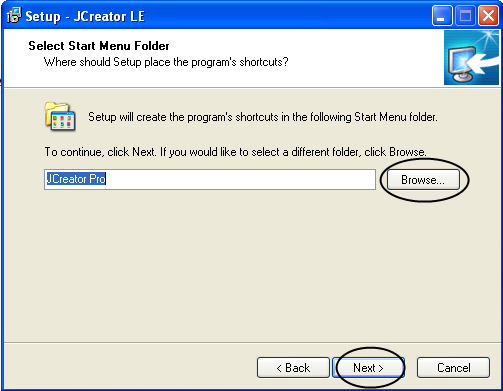 Setup - JCreator LE
Select Start Menu Folder
Where should Setup place the program's shortcuts?
Setup will create the program's shortcuts in the following Start Menu folder.
To continue, click Next. If you would like to select a different folder, click Browse.
JCreator Pro
Browse...
< Back
Next >
Cancel